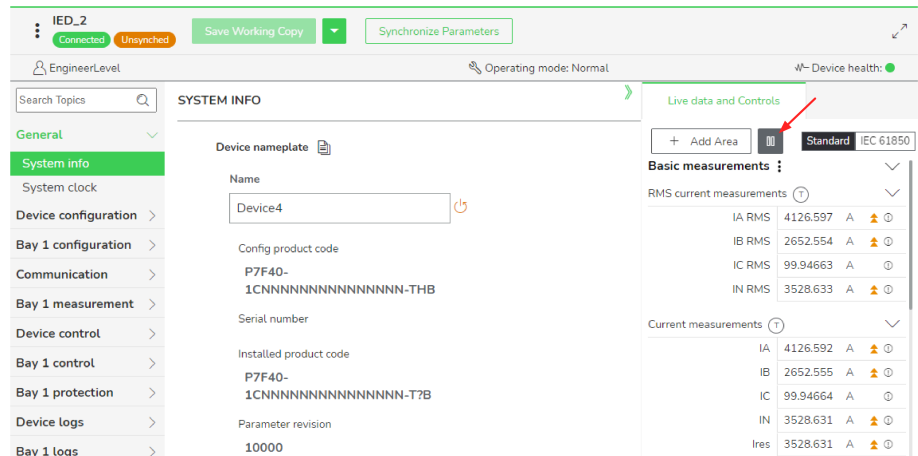 IED_2
Connected Unsynched
Save Working Copy
Synchronize Parameters
EngineerLevel
Operating mode: Normal
Device health:
Search Topics
General
System info
System clock
Device configuration
Bay 1 configuration
Communication
Bay 1 measurement
Device control
Bay 1 control
Bay 1 protection
Device logs
Bay 1 logs
SYSTEM INFO
Device nameplate
Name
Device4
Config product code
P7F40-
1CNNNNNNNNNNNNNNN-THB
Serial number
Installed product code
P7F40-
1CNNNNNNNNNNNNNNN-T?B
Parameter revision
10000
Live data and Controls
+ Add Area Standard IEC 61850
Basic measurements
RMS current measurements T
IA RMS 4126.597 A
IB RMS 2652.554 A
IC RMS 99.94663 A
IN RMS 3528.633 A
Current measurements T
IA 4126.592 A
IB 2652.555 A
IC 99.94664 A
IN 3528.631 A
Ires 3528.631 A